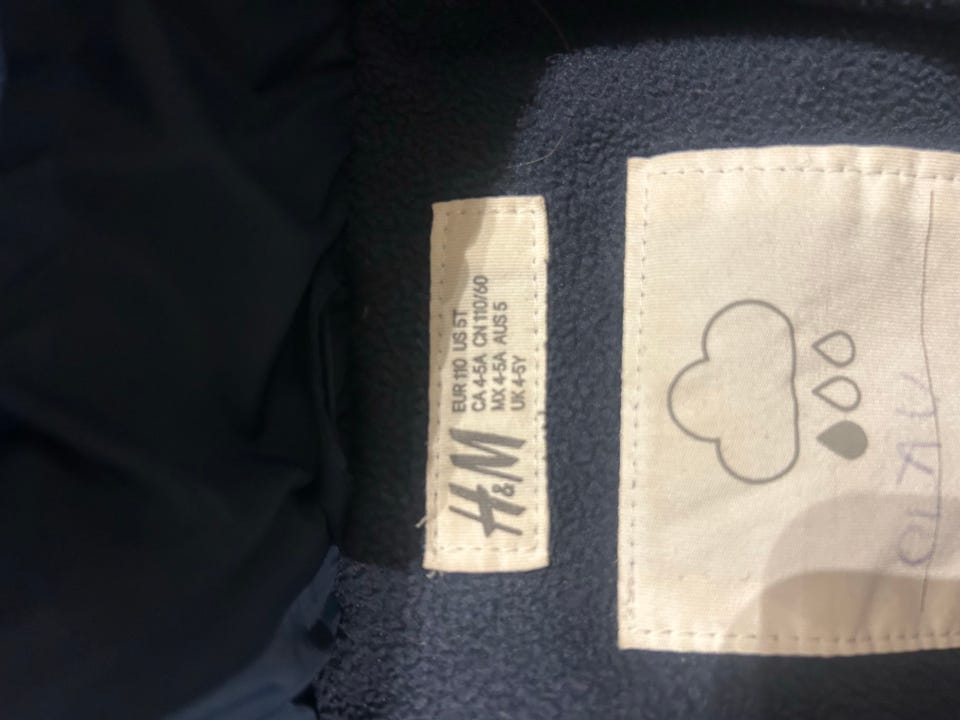 H&M
EUR 110 US 5T
CA 4-5A CN 110/60
MX 4-5A AUS 5
UK 4-5Y